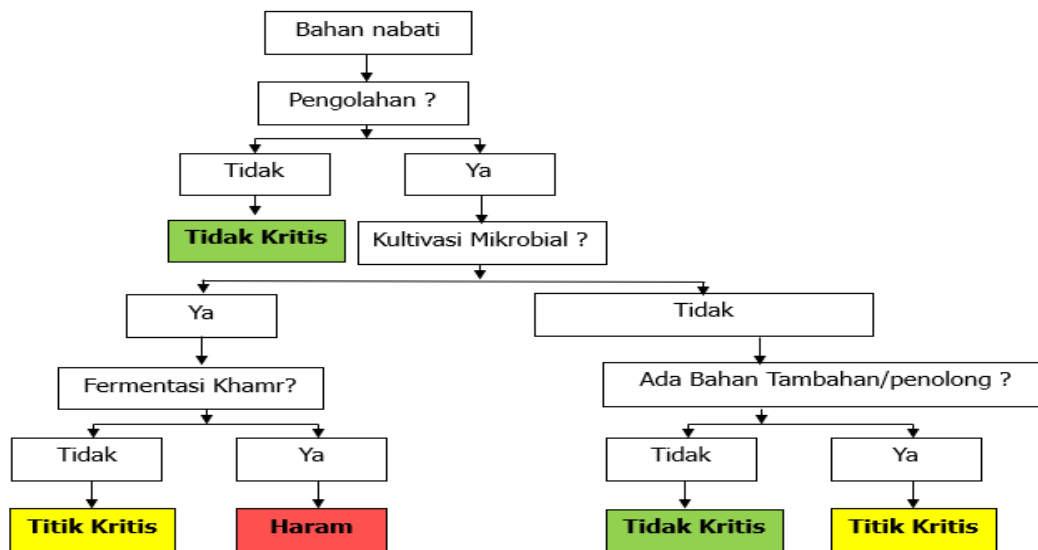 Bahan nabati
Pengolahan ?
Tidak
Ya
Tidak Kritis
Kultivasi Mikrobial ?
Ya
Tidak
Fermentasi Khamr?
Ada Bahan Tambahan/penolong ?
Tidak
Ya
Tidak
Ya
Titik Kritis
Haram
Tidak Kritis
Titik Kritis